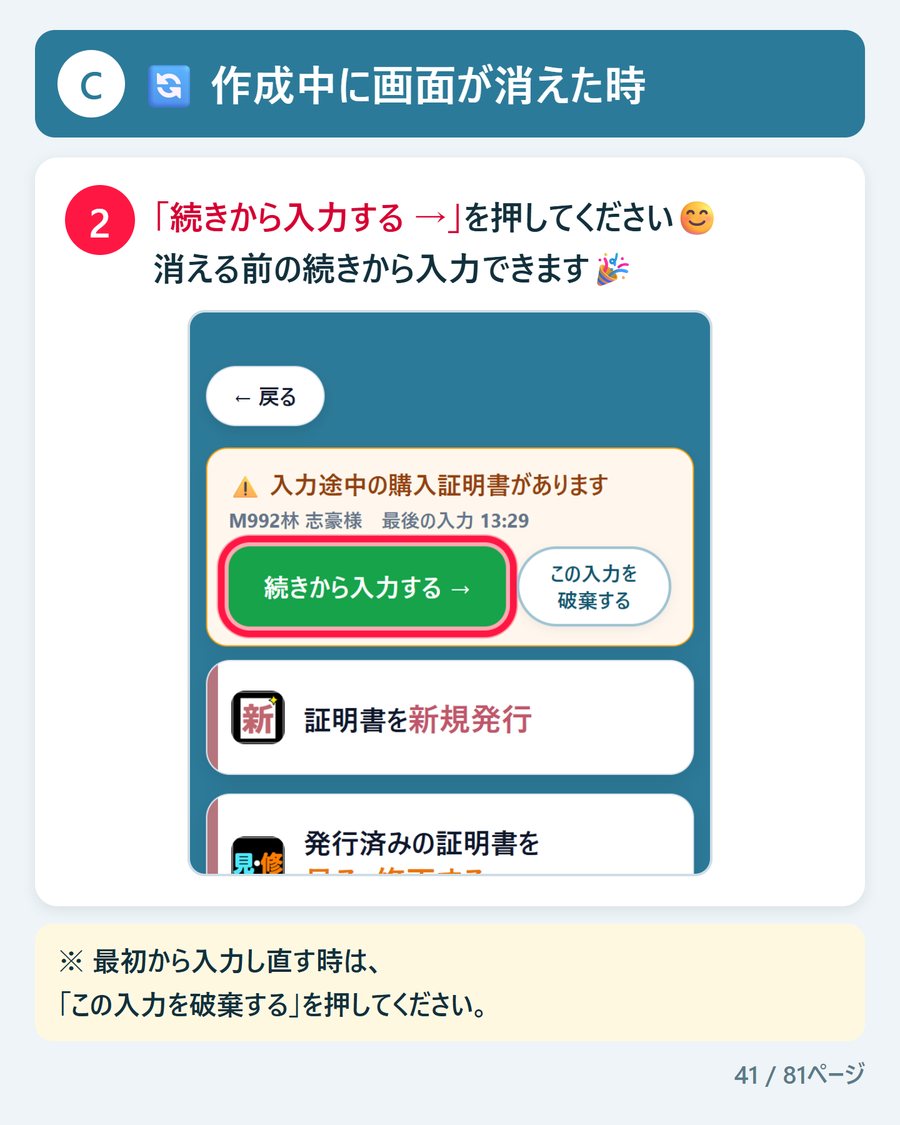 C 🔄 作成中に画面が消えた時
2 「続きから入力する →」を押してください😊
消える前の続きから入力できます🎉
← 戻る
⚠️ 入力途中の購入証明書があります
M992林 志豪様　最後の入力 13:29
続きから入力する →
この入力を
破棄する
新 証明書を新規発行
発行済みの証明書を
見・修
※ 最初から入力し直す時は、
「この入力を破棄する」を押してください。
41 / 81ページ